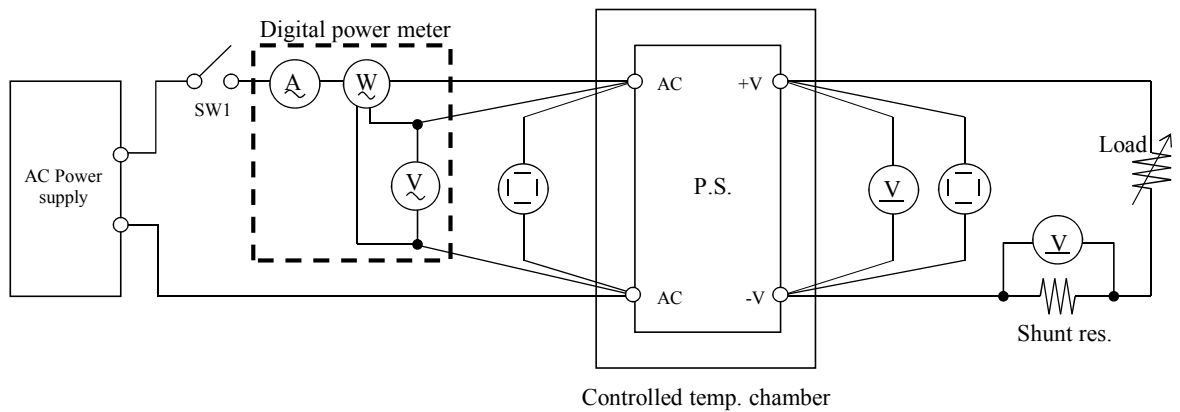 Digital power meter
A
W
SW1
V
AC Power
supply
AC
+V
P.S.
AC
-V
V
Load
V
Shunt res.
Controlled temp. chamber